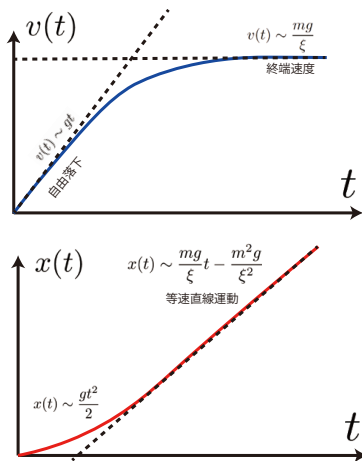 v(t)
v(t) ∼ mg/ξ
終端速度
v(t) ∼ gt
自由落下
t
x(t)
x(t) ∼ mg/ξ t − m²g/ξ²
等速直線運動
x(t) ∼ gt²/2
t